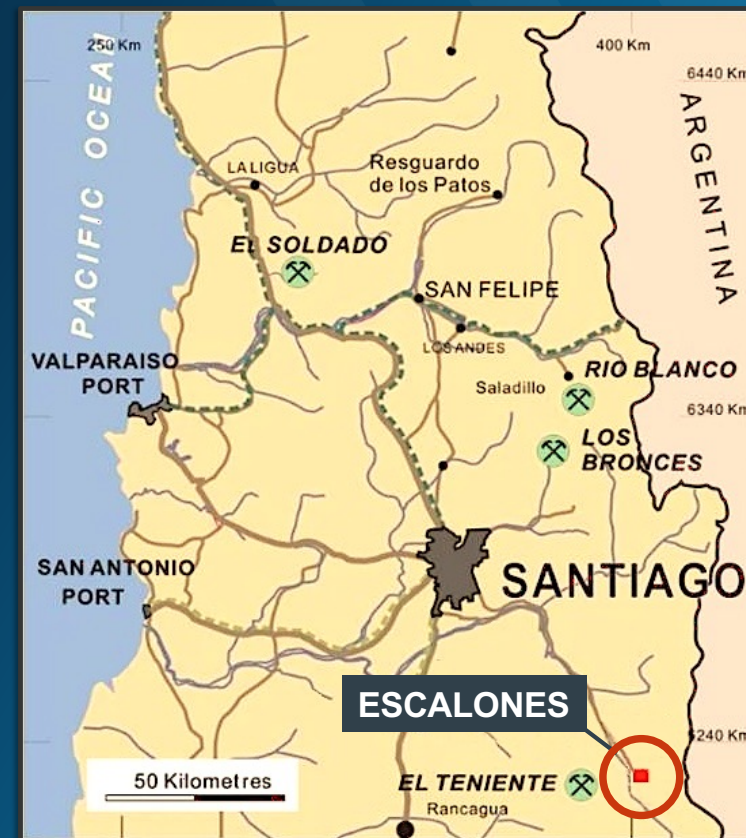 250 Km
400 Km
6440 Km
PACIFIC OCEAN
ARGENTINA
LA LIGUA
Resguardo
de los Patos
EL SOLDADO
SAN FELIPE
LOS ANDES
VALPARAISO
PORT
RIO BLANCO
Saladillo
6340 Km
LOS
BRONCES
SAN ANTONIO
PORT
SANTIAGO
ESCALONES
6240 Km
50 Kilometres
EL TENIENTE
Rancagua